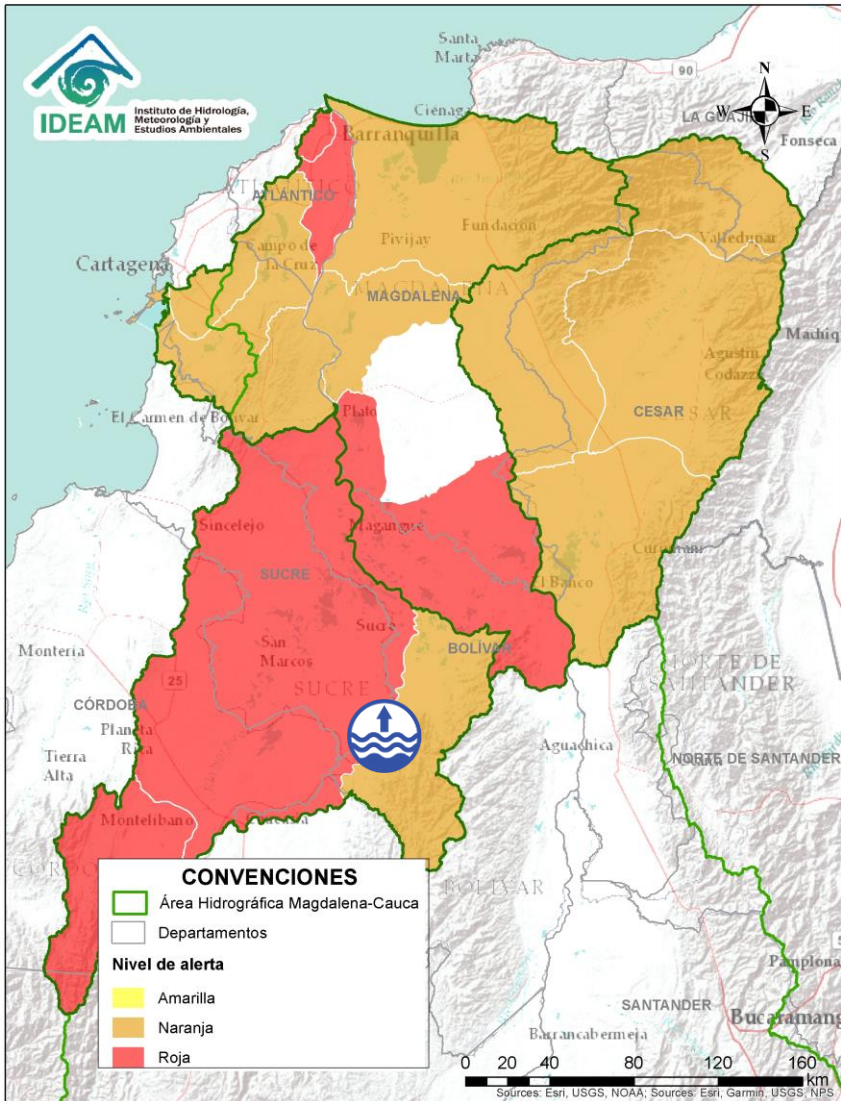 IDEAM
Instituto de Hidrología,
Meteorología y
Estudios Ambientales
Santa
Marta
90
N
W
E
S
LA GUAJI
Ciénaga
Fonseca
Barranquilla
ATLÁNTICO
Campo de
la Cruz
Pivijay
Fundación
Valledupar
Cartagena
MAGDALENA
Machiq
Agustín
Codazzi
CESAR
El Carmen de Bolívar
Plato
Sincelejo
Magangué
Curumaní
SUCRE
El Banco
Sucre
Montería
San
Marcos
BOLÍVAR
NORTE DE
SANTANDER
25
SUCRE
CÓRDOBA
Planeta
Rica
Tierra
Alta
Aguachica
NORTE DE SANTANDER
Montelíbano
BOLÍVAR
CONVENCIONES
Área Hidrográfica Magdalena-Cauca
Departamentos
Nivel de alerta
Amarilla
Naranja
Roja
Pamplona
SANTANDER
Bucaramang
Barrancabermeja
0 20 40 80 120 160
KM
Sources: Esri, USGS, NOAA; Sources: Esri, Garmin, USGS, NPS